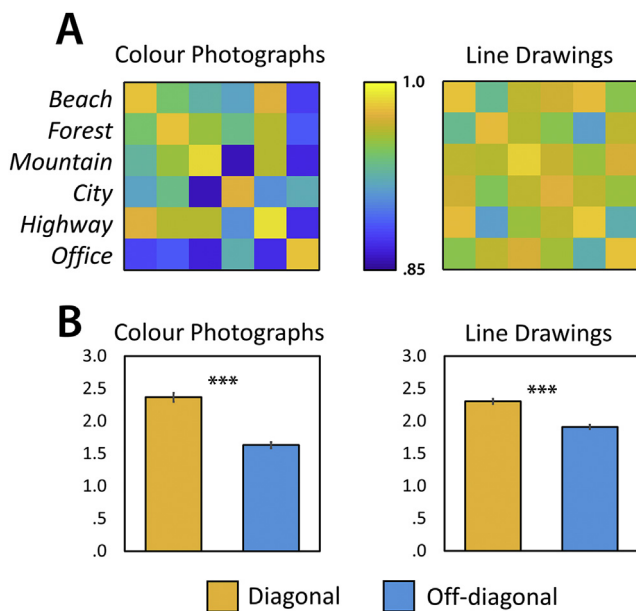 A
Colour Photographs
Line Drawings
Beach
Forest
Mountain
City
Highway
Office
1.0
.85
B
Colour Photographs
Line Drawings
3.0
2.5
2.0
1.5
1.0
.5
.0
***
3.0
2.5
2.0
1.5
1.0
.5
.0
***
Diagonal
Off-diagonal